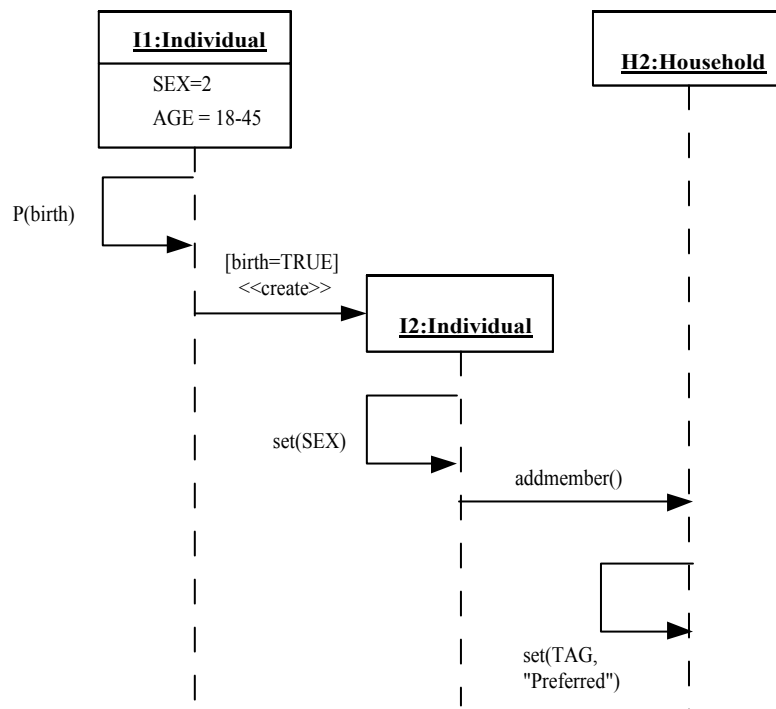 I1:Individual
SEX=2
AGE = 18-45
H2:Household
P(birth)
[birth=TRUE]
<<create>>
I2:Individual
set(SEX)
addmember()
set(TAG,
"Preferred")